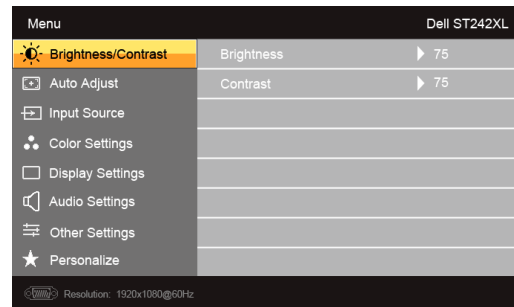 Menu Dell ST242XL
Brightness/Contrast Brightness 75
Auto Adjust Contrast 75
Input Source
Color Settings
Display Settings
Audio Settings
Other Settings
Personalize
Resolution: 1920x1080@60Hz